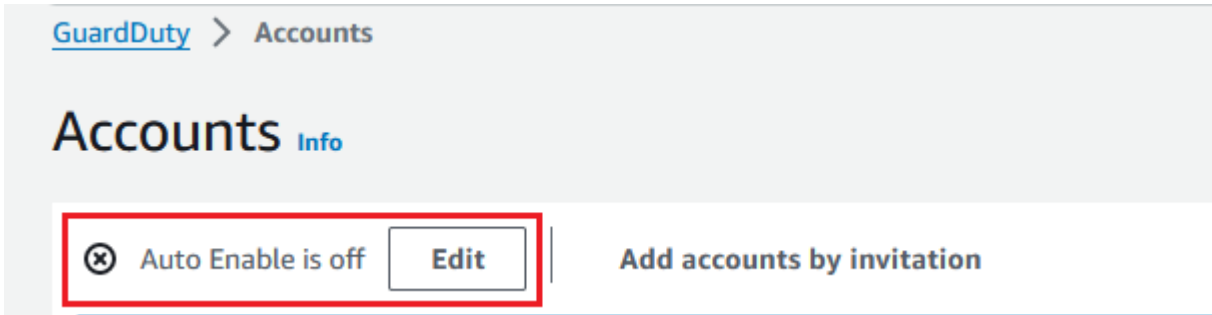 GuardDuty > Accounts
Accounts Info
Auto Enable is off Edit Add accounts by invitation